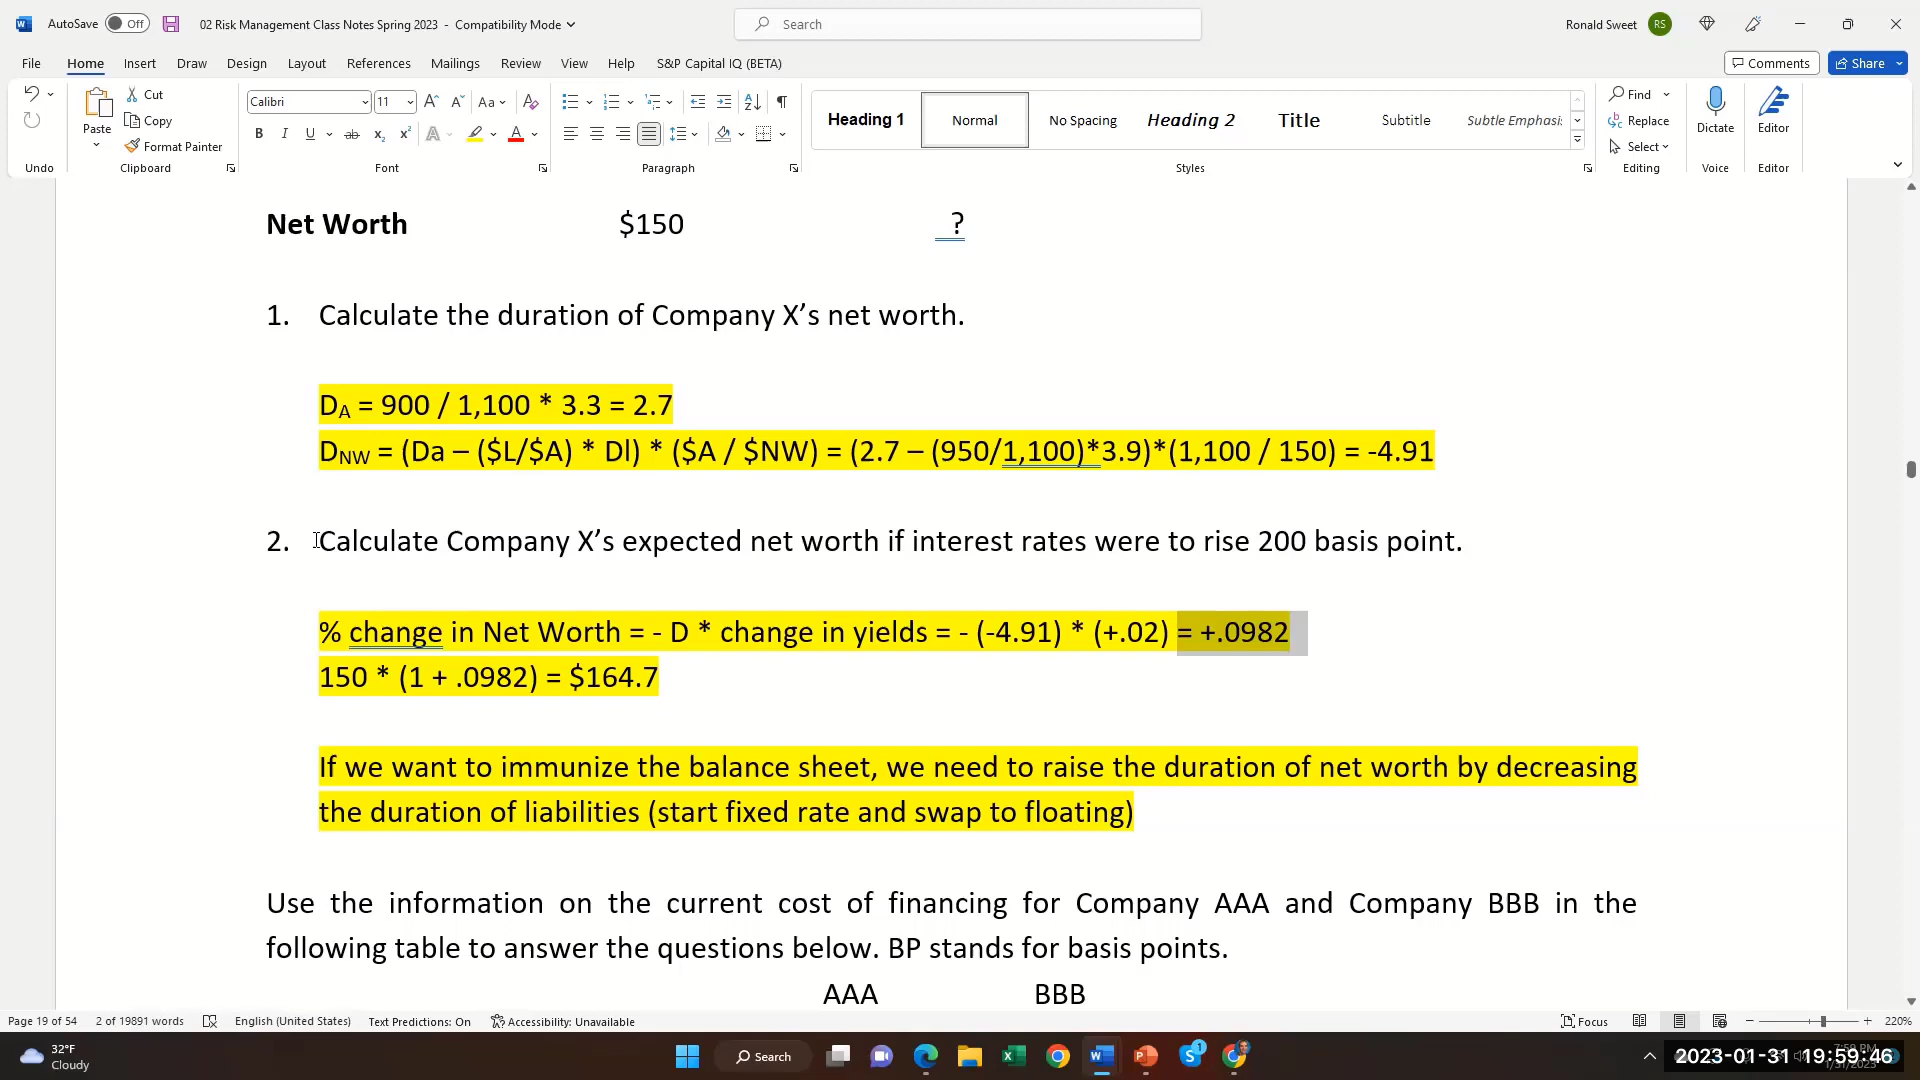 AutoSave Off 02 Risk Management Class Notes Spring 2023 - Compatibility Mode Search Ronald Sweet RS
File Home Insert Draw Design Layout References Mailings Review View Help S&P Capital IQ (BETA) Comments Share
Paste Cut Calibri 11 Aa Heading 1 Normal No Spacing Heading 2 Title Subtitle Subtle Emphasis Find Dictate Editor
Copy Replace
Format Painter Select
Undo Clipboard Font Paragraph Styles Editing Voice Editor
Net Worth $150 ?
1. Calculate the duration of Company X’s net worth.
DA = 900 / 1,100 * 3.3 = 2.7
DNW = (Da – ($L/$A) * Dl) * ($A / $NW) = (2.7 – (950/1,100)*3.9)*(1,100 / 150) = -4.91
2. Calculate Company X’s expected net worth if interest rates were to rise 200 basis point.
% change in Net Worth = - D * change in yields = - (-4.91) * (+.02) = +.0982
150 * (1 + .0982) = $164.7
If we want to immunize the balance sheet, we need to raise the duration of net worth by decreasing
the duration of liabilities (start fixed rate and swap to floating)
Use the information on the current cost of financing for Company AAA and Company BBB in the
following table to answer the questions below. BP stands for basis points.
AAA BBB
Page 19 of 54 2 of 19891 words English (United States) Text Predictions: On Accessibility: Unavailable Focus 220%
32°F
Cloudy
Search
2023-01-31 19:59:46